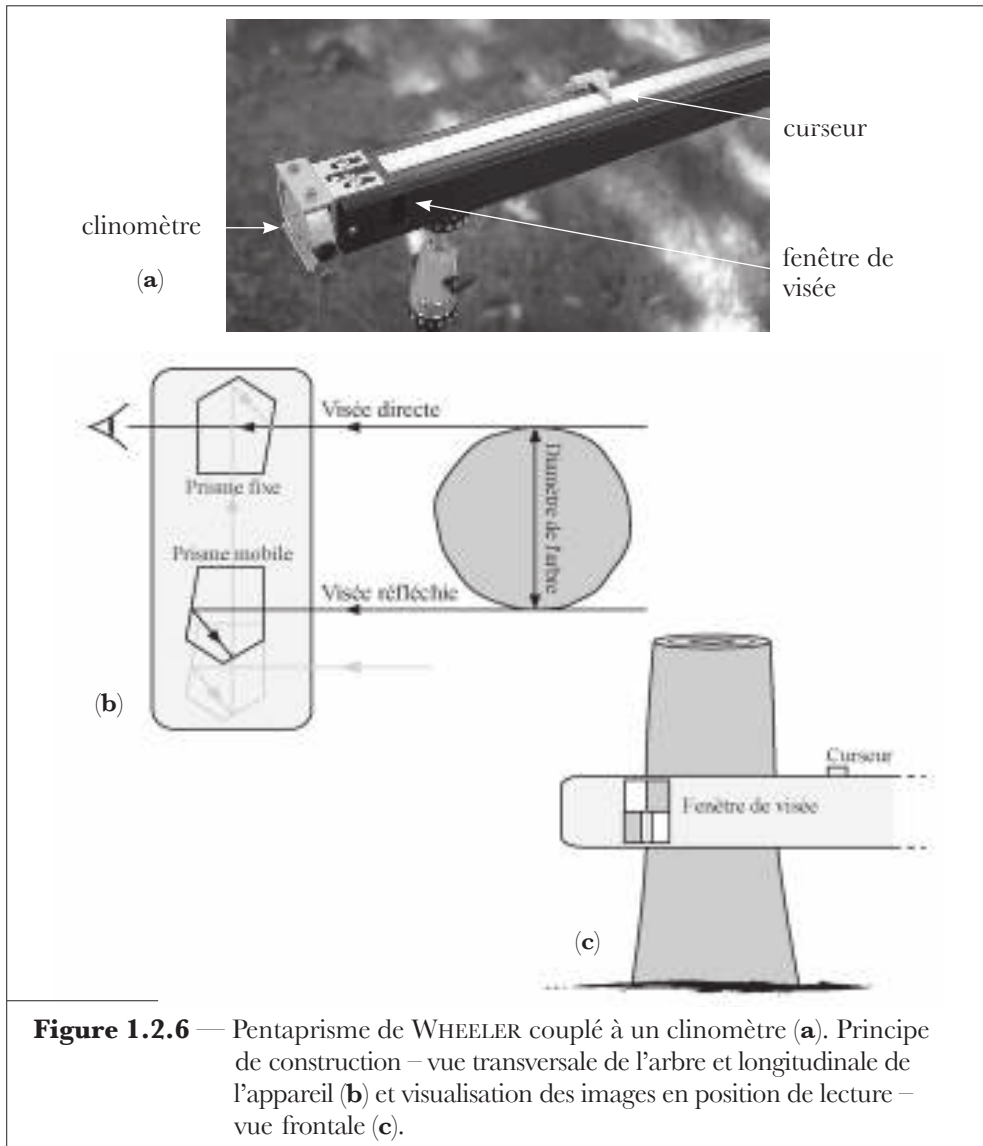 curseur
clinomètre
(a)
fenêtre de
visée
Visée directe
Prisme fixe
Diamètre de l'arbre
Prisme mobile
Visée réfléchie
(b)
Curseur
Fenêtre de visée
(c)
Figure 1.2.6 — Pentaprisme de WHEELER couplé à un clinomètre (a). Principe
de construction – vue transversale de l'arbre et longitudinale de
l'appareil (b) et visualisation des images en position de lecture –
vue frontale (c).